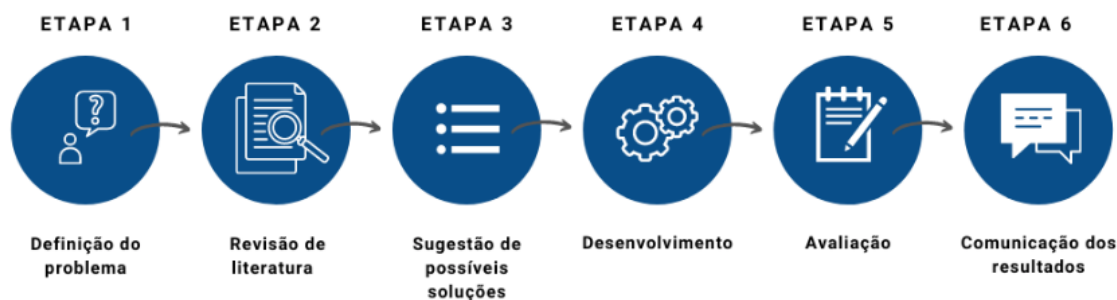 ETAPA 1
ETAPA 2
ETAPA 3
ETAPA 4
ETAPA 5
ETAPA 6
?
Definição do
problema
Revisão de
literatura
Sugestão de
possíveis
soluções
Desenvolvimento
Avaliação
Comunicação dos
resultados